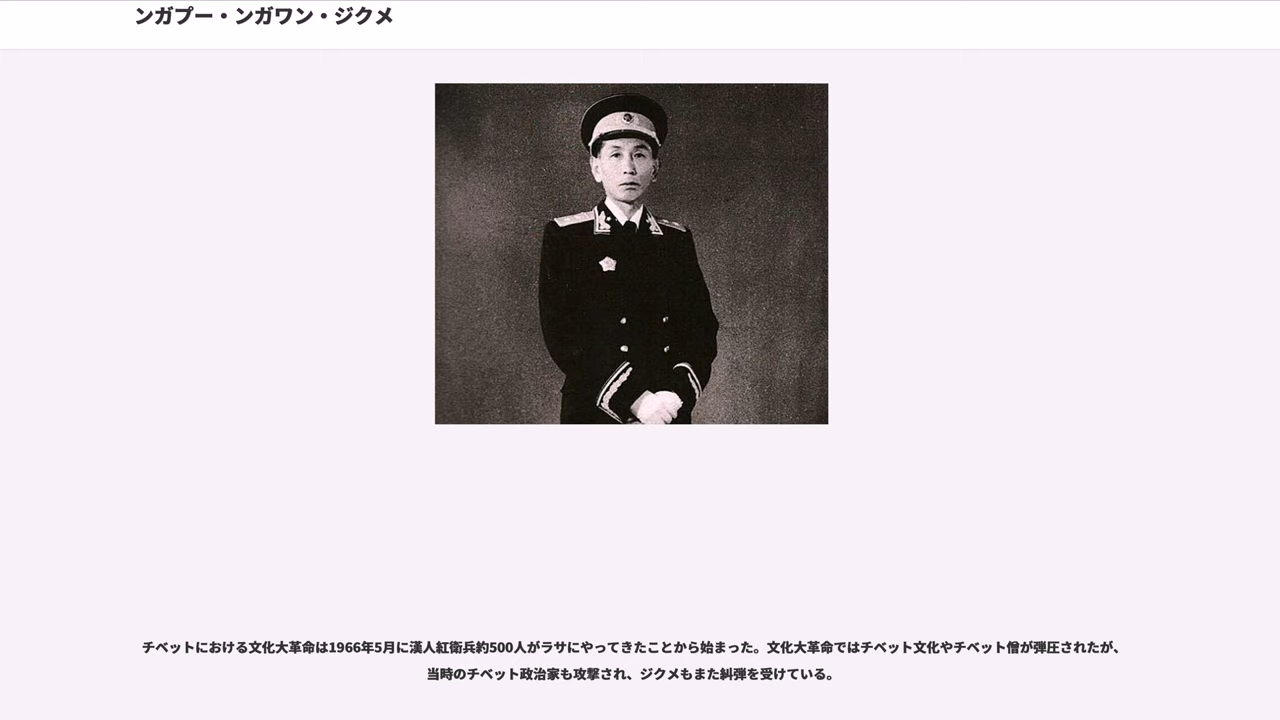 ンガプー・ンガワン・ジクメ
チベットにおける文化大革命は1966年5月に漢人紅衛兵約500人がラサにやってきたことから始まった。文化大革命ではチベット文化やチベット僧が弾圧されたが、
当時のチベット政治家も攻撃され、ジクメもまた糾弾を受けている。